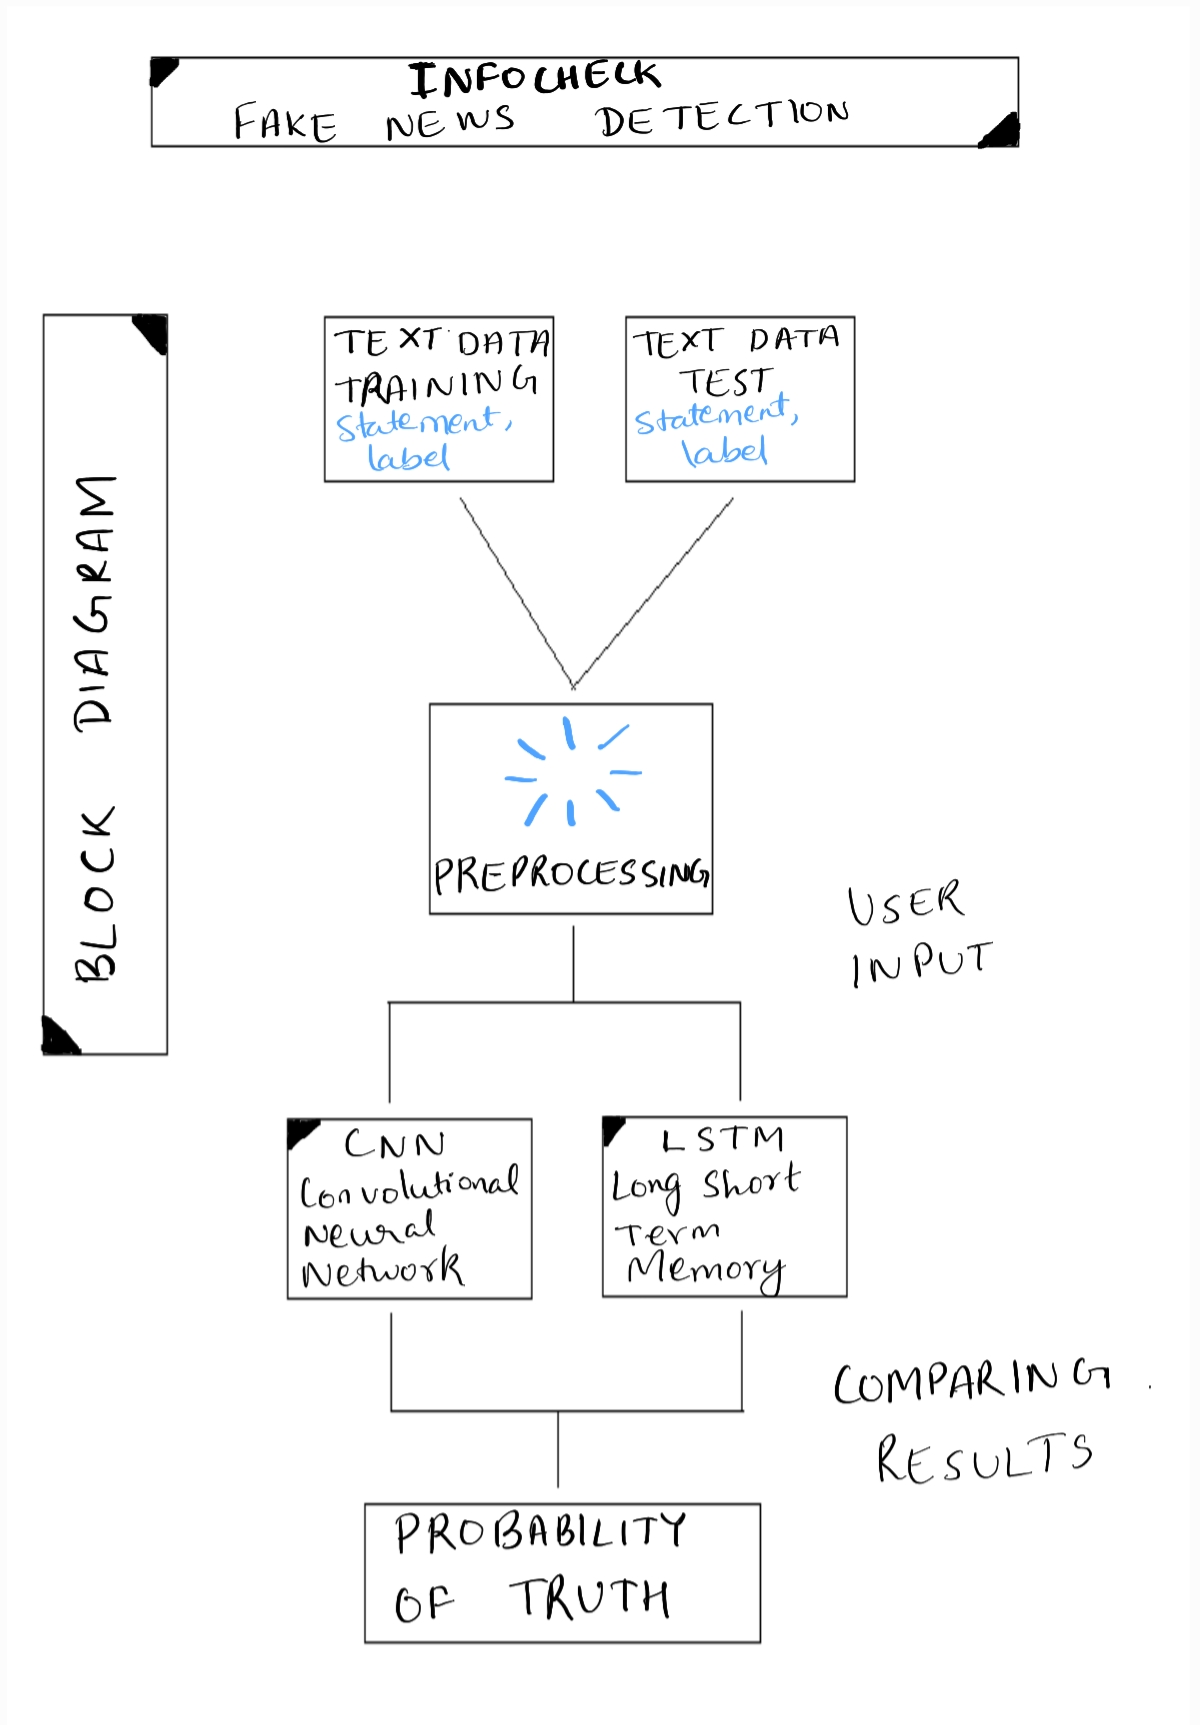 INFOCHECK
FAKE NEWS DETECTION
BLOCK DIAGRAM
TEXT DATA
TRAINING
Statement,
label
TEXT DATA
TEST
Statement,
label
PREPROCESSING
USER
INPUT
CNN
Convolutional
Neural
Network
LSTM
Long Short
Term
Memory
COMPARING
RESULTS
PROBABILITY
OF TRUTH